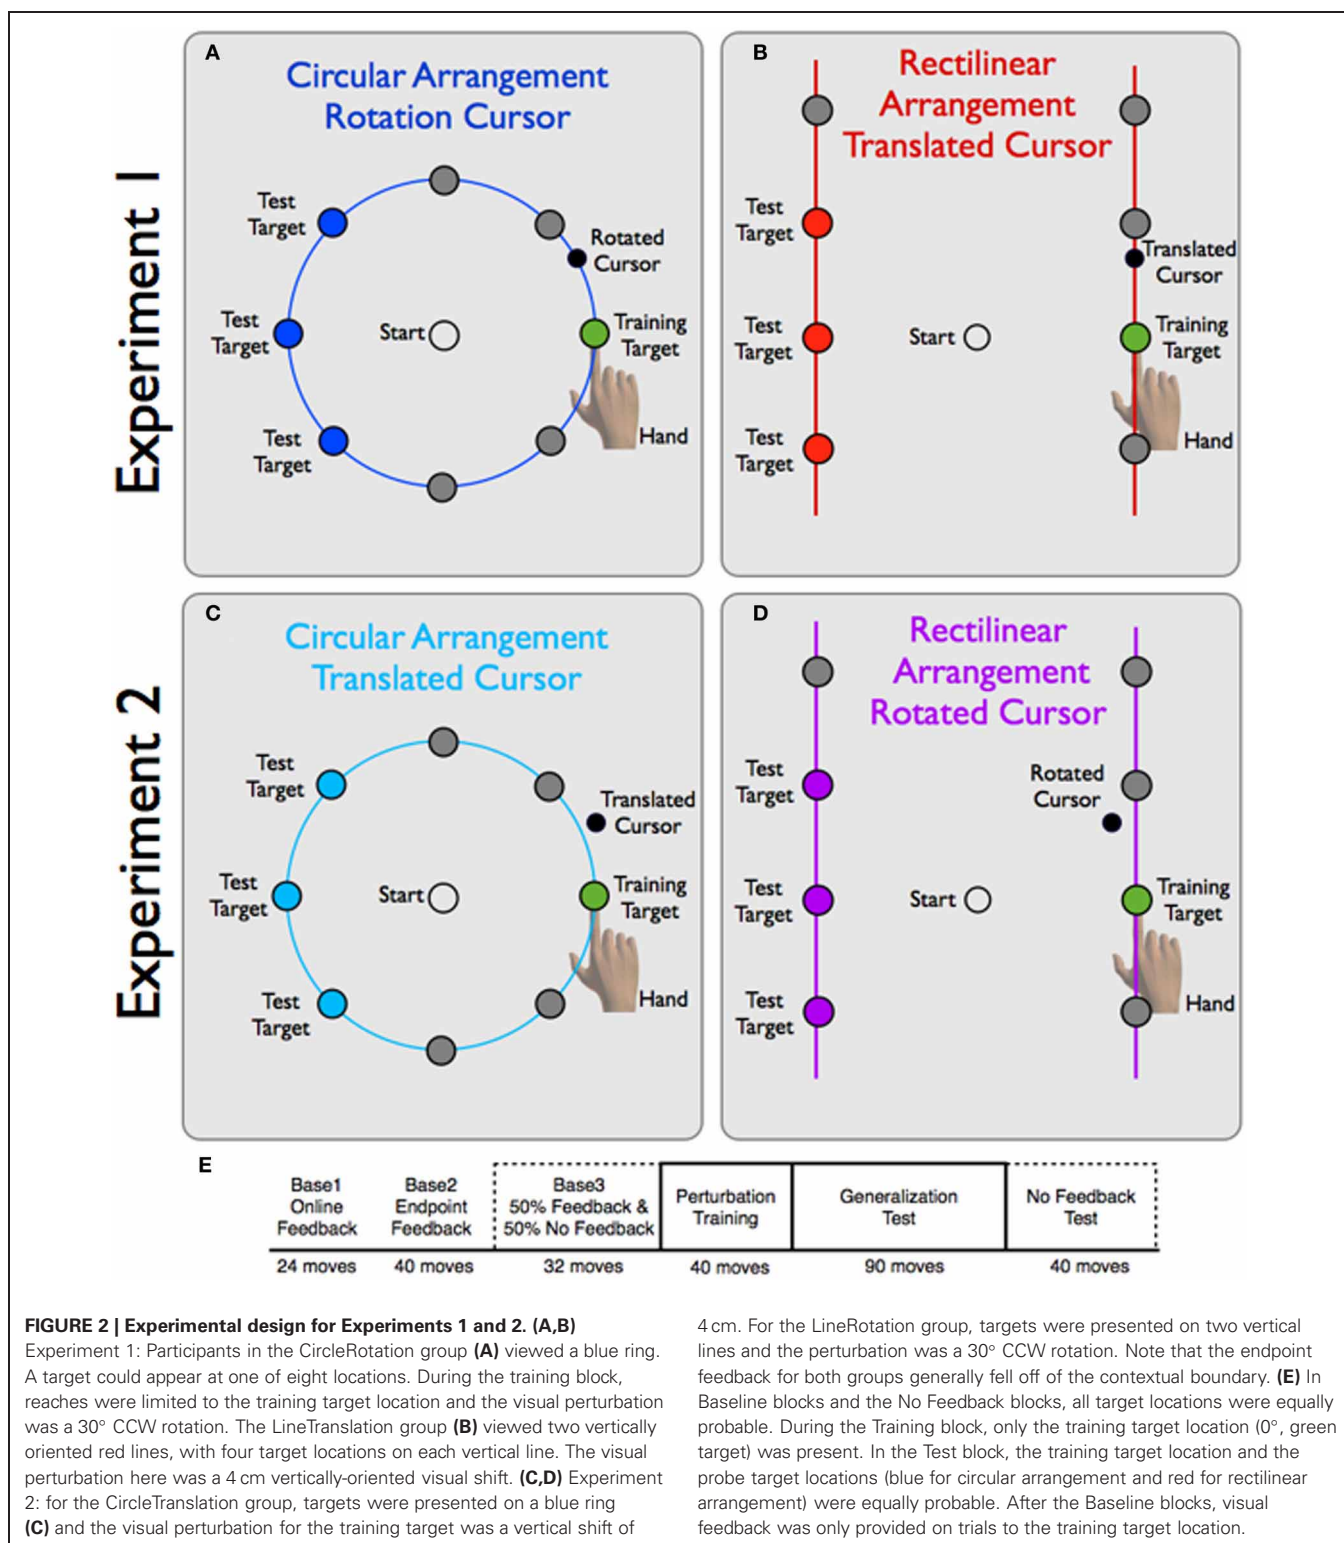 Experiment 1
A
Circular Arrangement
Rotation Cursor
Test
Target
Rotated
Cursor
Test
Target
Start
Training
Target
Test
Target
Hand
B
Rectilinear
Arrangement
Translated Cursor
Test
Target
Translated
Cursor
Test
Target
Start
Training
Target
Test
Target
Hand
Experiment 2
C
Circular Arrangement
Translated Cursor
Test
Target
Translated
Cursor
Test
Target
Start
Training
Target
Test
Target
Hand
D
Rectilinear
Arrangement
Rotated Cursor
Test
Target
Rotated
Cursor
Test
Target
Start
Training
Target
Test
Target
Hand
E
Base1
Online
Feedback
24 moves
Base2
Endpoint
Feedback
40 moves
Base3
50% Feedback &
50% No Feedback
32 moves
Perturbation
Training
40 moves
Generalization
Test
90 moves
No Feedback
Test
40 moves
FIGURE 2 | Experimental design for Experiments 1 and 2. (A,B)
Experiment 1: Participants in the CircleRotation group (A) viewed a blue ring.
A target could appear at one of eight locations. During the training block,
reaches were limited to the training target location and the visual perturbation
was a 30° CCW rotation. The LineTranslation group (B) viewed two vertically
oriented red lines, with four target locations on each vertical line. The visual
perturbation here was a 4 cm vertically-oriented visual shift. (C,D) Experiment
2: for the CircleTranslation group, targets were presented on a blue ring
(C) and the visual perturbation for the training target was a vertical shift of
4 cm. For the LineRotation group, targets were presented on two vertical
lines and the perturbation was a 30° CCW rotation. Note that the endpoint
feedback for both groups generally fell off of the contextual boundary. (E) In
Baseline blocks and the No Feedback blocks, all target locations were equally
probable. During the Training block, only the training target location (0°, green
target) was present. In the Test block, the training target location and the
probe target locations (blue for circular arrangement and red for rectilinear
arrangement) were equally probable. After the Baseline blocks, visual
feedback was only provided on trials to the training target location.